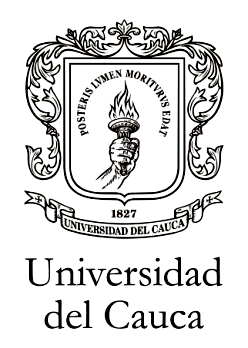 POSTERIS LVMEN MORITVRVS EDAT
1827
UNIVERSIDAD DEL CAUCA
Universidad
del Cauca